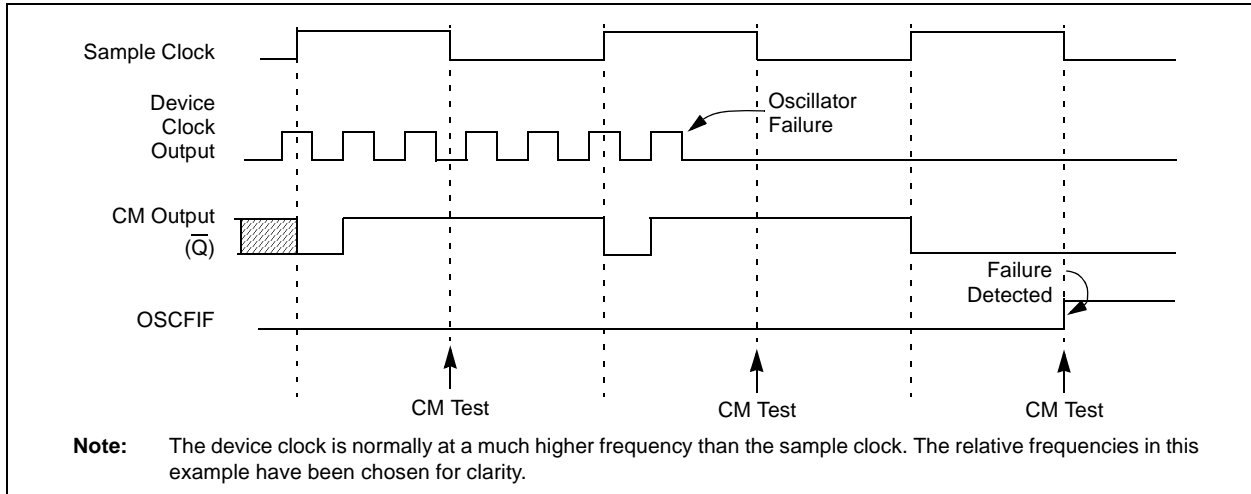 Sample Clock
Device
Clock
Output
Oscillator
Failure
CM Output
(Q̅)
Failure
Detected
OSCFIF
CM Test
CM Test
CM Test
Note: The device clock is normally at a much higher frequency than the sample clock. The relative frequencies in this
example have been chosen for clarity.